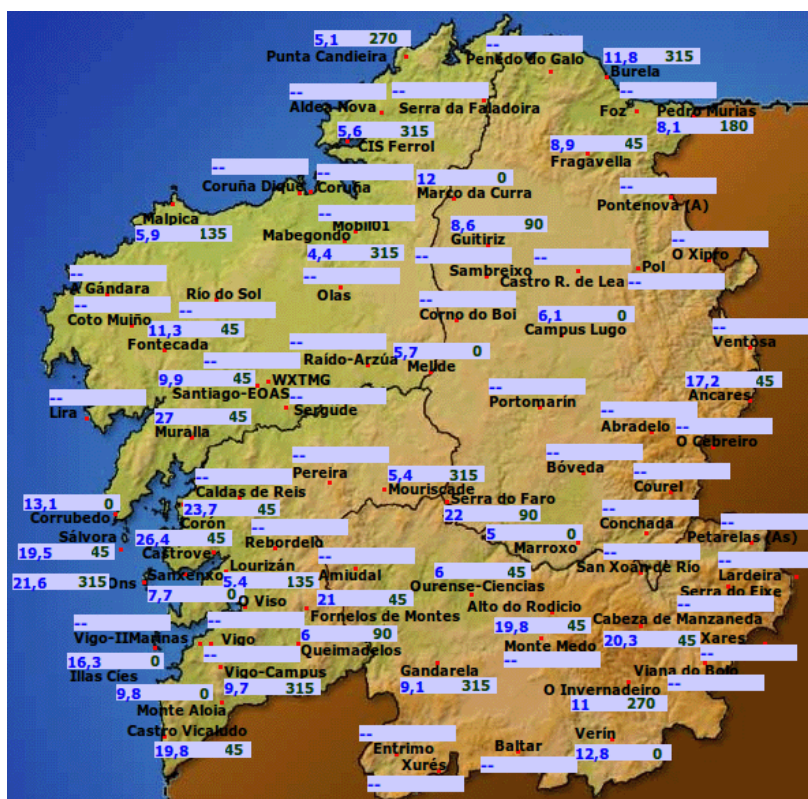 5,1 270
Punta Candieira
--
Penedo do Galo
11,8 315
Burela
--
Aldea Nova
--
Serra da Faladoira
--
Foz
Pedro Murias
8,1 180
5,6 315
CIS Ferrol
8,9 45
Fragavella
--
Coruña Dique
--
Coruña
12 0
Marco da Curra
--
Pontenova (A)
Malpica
5,9 135
--
Mobil01
Mabegondo
4,4 315
8,6 90
Guitiriz
--
O Xipro
--
Sambreixo
--
Castro R. de Lea
Pol
--
--
A Gándara
Río do Sol
--
--
Olas
--
Coto Muiño
11,3 45
Fontecada
--
Corno do Boi
6,1 0
Campus Lugo
--
Ventosa
--
Raído-Arzúa
5,7 0
Melide
--
9,9 45
Santiago-EOAS
WXTMG
--
Sergude
--
Portomarín
17,2 45
Ancares
--
Lira
27 45
Muralla
--
Abradelo
--
O Cebreiro
--
Pereira
--
Bóveda
--
Courel
--
Caldas de Reis
5,4 315
Mouriscade
13,1 0
Corrubedo
23,7 45
Corón
Serra do Faro
22 90
--
Conchada
--
Petarelas (As)
Sálvora
19,5 45
26,4 45
Castrove
--
Rebordelo
5 0
Marroxo
--
San Xoán de Río
--
Lardeira
21,6 315
Ons
Sanxenxo
7,7 0
Lourizán
5,4 135
--
Amiudal
6 45
Ourense-Ciencias
--
Serra do Eixe
O Viso
21 45
Fornelos de Montes
Alto do Rodicio
19,8 45
--
Cabeza de Manzaneda
20,3 45
--
Xares
--
Vigo-IIMariñas
--
Vigo
6 90
Queimadelos
Monte Medo
--
--
Viana do Bolo
16,3 0
Illas Cíes
--
Vigo-Campus
Gandarela
9,1 315
O Invernadeiro
11 270
--
9,8 0
Monte Aloia
9,7 315
Castro Vicaludo
19,8 45
--
Entrimo
Xurés
--
Baltar
--
Verín
12,8 0